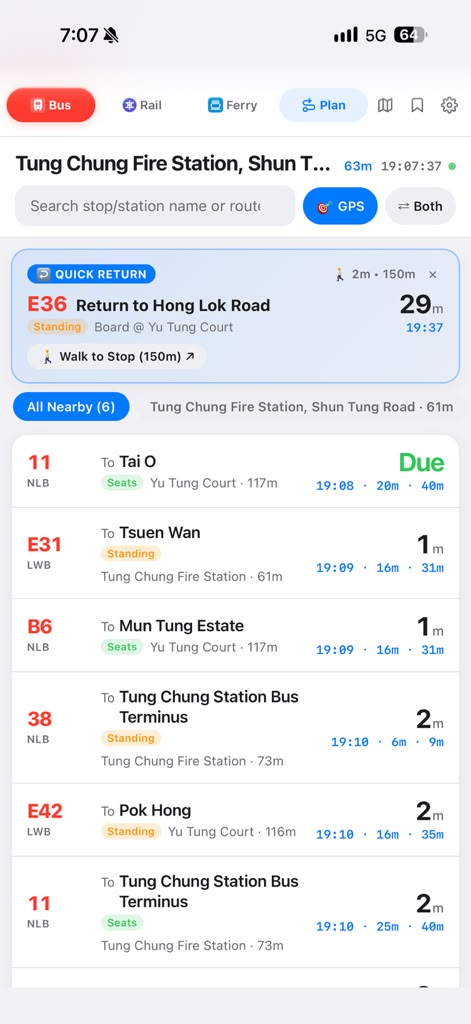 7:07
5G 64
Bus Rail Ferry Plan
Tung Chung Fire Station, Shun T... 63m 19:07:37
Search stop/station name or route
GPS Both
QUICK RETURN 2m • 150m ×
E36 Return to Hong Lok Road 29m
Standing Board @ Yu Tung Court 19:37
Walk to Stop (150m) ↗
All Nearby (6) Tung Chung Fire Station, Shun Tung Road · 61m
11 To Tai O Due
NLB Seats Yu Tung Court · 117m 19:08 · 20m · 40m
E31 To Tsuen Wan 1m
LWB Standing 19:09 · 16m · 31m
Tung Chung Fire Station · 61m
B6 To Mun Tung Estate 1m
NLB Seats Yu Tung Court · 117m 19:09 · 16m · 31m
To Tung Chung Station Bus
Terminus
38 2m
NLB Standing 19:10 · 6m · 9m
Tung Chung Fire Station · 73m
E42 To Pok Hong 2m
LWB Standing Yu Tung Court · 116m 19:10 · 16m · 35m
To Tung Chung Station Bus
Terminus
11 2m
NLB Seats 19:10 · 25m · 40m
Tung Chung Fire Station · 73m